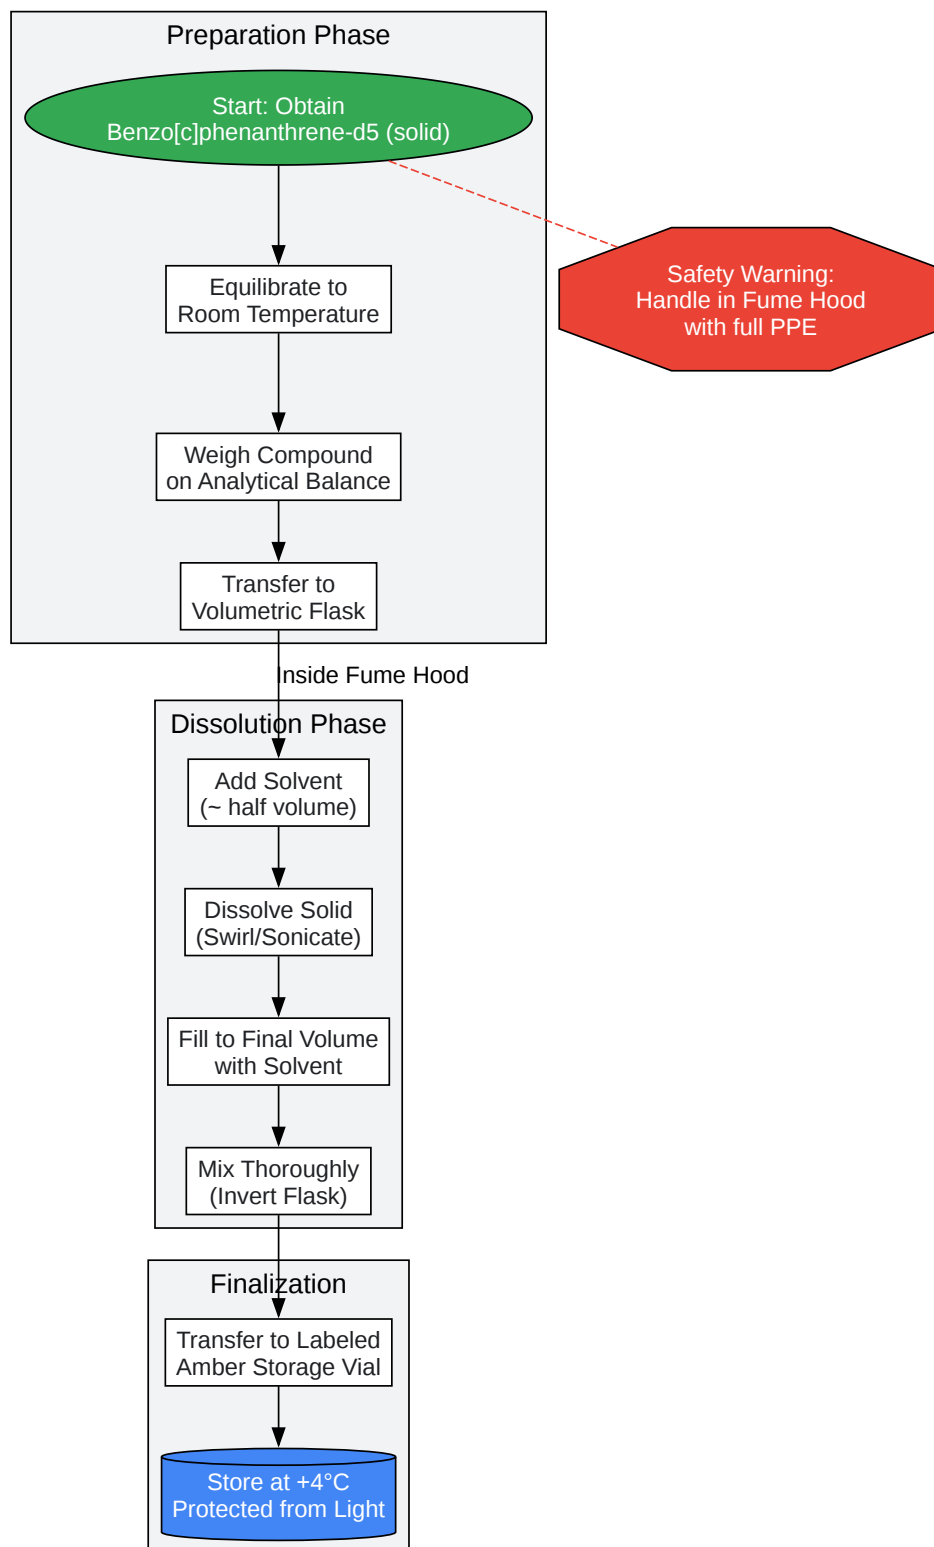 Preparation Phase
Start: Obtain
Benzo[c]phenanthrene-d5 (solid)
Safety Warning:
Handle in Fume Hood
with full PPE
Equilibrate to
Room Temperature
Weigh Compound
on Analytical Balance
Transfer to
Volumetric Flask
Inside Fume Hood
Dissolution Phase
Add Solvent
(~ half volume)
Dissolve Solid
(Swirl/Sonicate)
Fill to Final Volume
with Solvent
Mix Thoroughly
(Invert Flask)
Finalization
Transfer to Labeled
Amber Storage Vial
Store at +4°C
Protected from Light